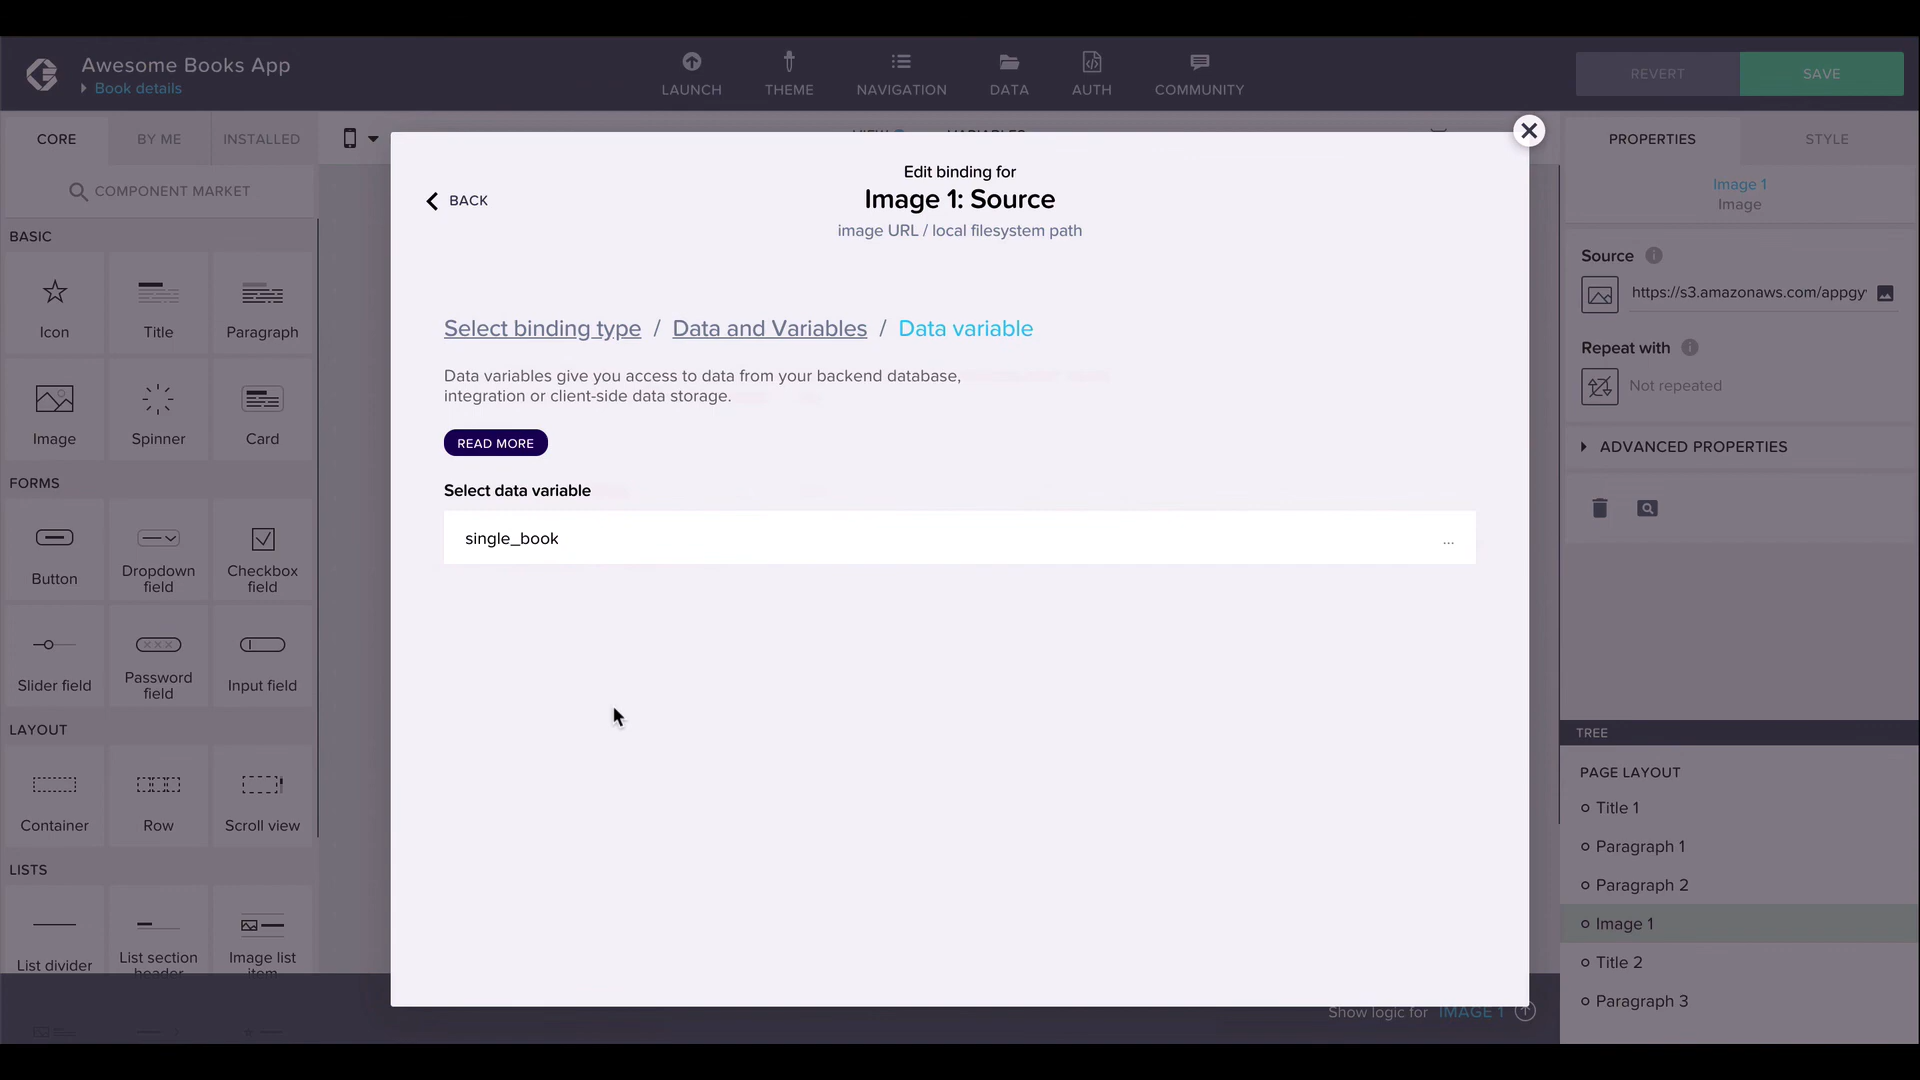 Awesome Books App
Book details
LAUNCH
THEME
NAVIGATION
DATA
AUTH
COMMUNITY
REVERT
SAVE
CORE
BY ME
INSTALLED
COMPONENT MARKET
BASIC
Icon
Title
Paragraph
Image
Spinner
Card
FORMS
Button
Dropdown
field
Checkbox
field
Slider field
Password
field
Input field
LAYOUT
Container
Row
Scroll view
LISTS
List divider
List section
header
Image list
item
VIEW
VARIABLES
Edit binding for
BACK
Image 1: Source
image URL / local filesystem path
Select binding type / Data and Variables / Data variable
Data variables give you access to data from your backend database,
integration or client-side data storage.
READ MORE
Select data variable
single_book
...
Show logic for IMAGE 1
PROPERTIES
STYLE
Image 1
Image
Source
https://s3.amazonaws.com/appgy
Repeat with
Not repeated
ADVANCED PROPERTIES
TREE
PAGE LAYOUT
Title 1
Paragraph 1
Paragraph 2
Image 1
Title 2
Paragraph 3